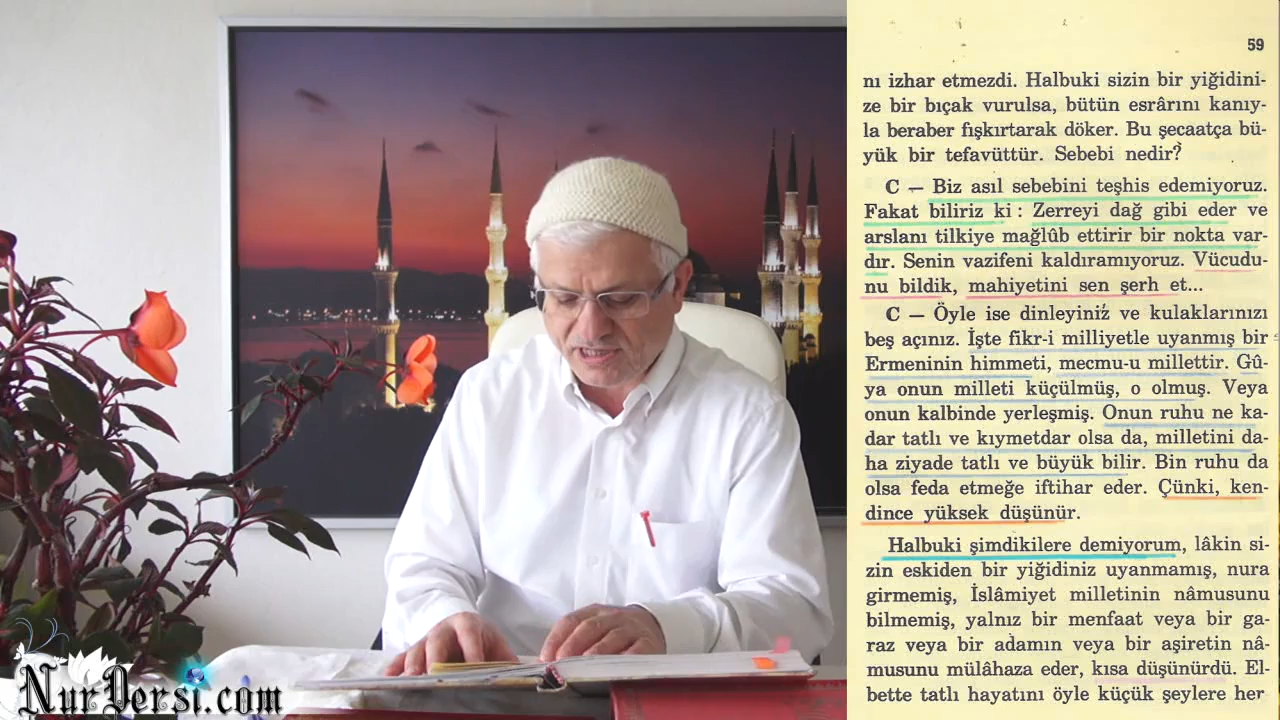 59
nı izhar etmezdi. Halbuki sizin bir yiğidini-
ze bir bıçak vurulsa, bütün esrârını kanıy-
la beraber fışkırtarak döker. Bu şecaatça bü-
yük bir tefavüttür. Sebebi nedir?
C — Biz asıl sebebini teşhis edemiyoruz.
Fakat biliriz ki : Zerreyi dağ gibi eder ve
arslanı tilkiye mağlûb ettirir bir nokta var-
dır. Senin vazifeni kaldıramıyoruz. Vücudu-
nu bildik, mahiyetini sen şerh et...
C — Öyle ise dinleyiniz ve kulaklarınızı
beş açınız. İşte fikr-i milliyetle uyanmış bir
Ermeninin himmeti, mecmu-u millettir. Gû-
ya onun milleti küçülmüş, o olmuş. Veya
onun kalbinde yerleşmiş. Onun ruhu ne ka-
dar tatlı ve kıymetdar olsa da, milletini da-
ha ziyade tatlı ve büyük bilir. Bin ruhu da
olsa feda etmeğe iftihar eder. Çünki, ken-
dince yüksek düşünür.
Halbuki şimdikilere demiyorum, lâkin si-
zin eskiden bir yiğidiniz uyanmamış, nura
girmemiş, İslâmiyet milletinin nâmusunu
bilmemiş, yalnız bir menfaat veya bir ga-
raz veya bir adamın veya bir aşiretin nâ-
musunu mülâhaza eder, kısa düşünürdü. El-
bette tatlı hayatını öyle küçük şeylere her
NurDersi.com